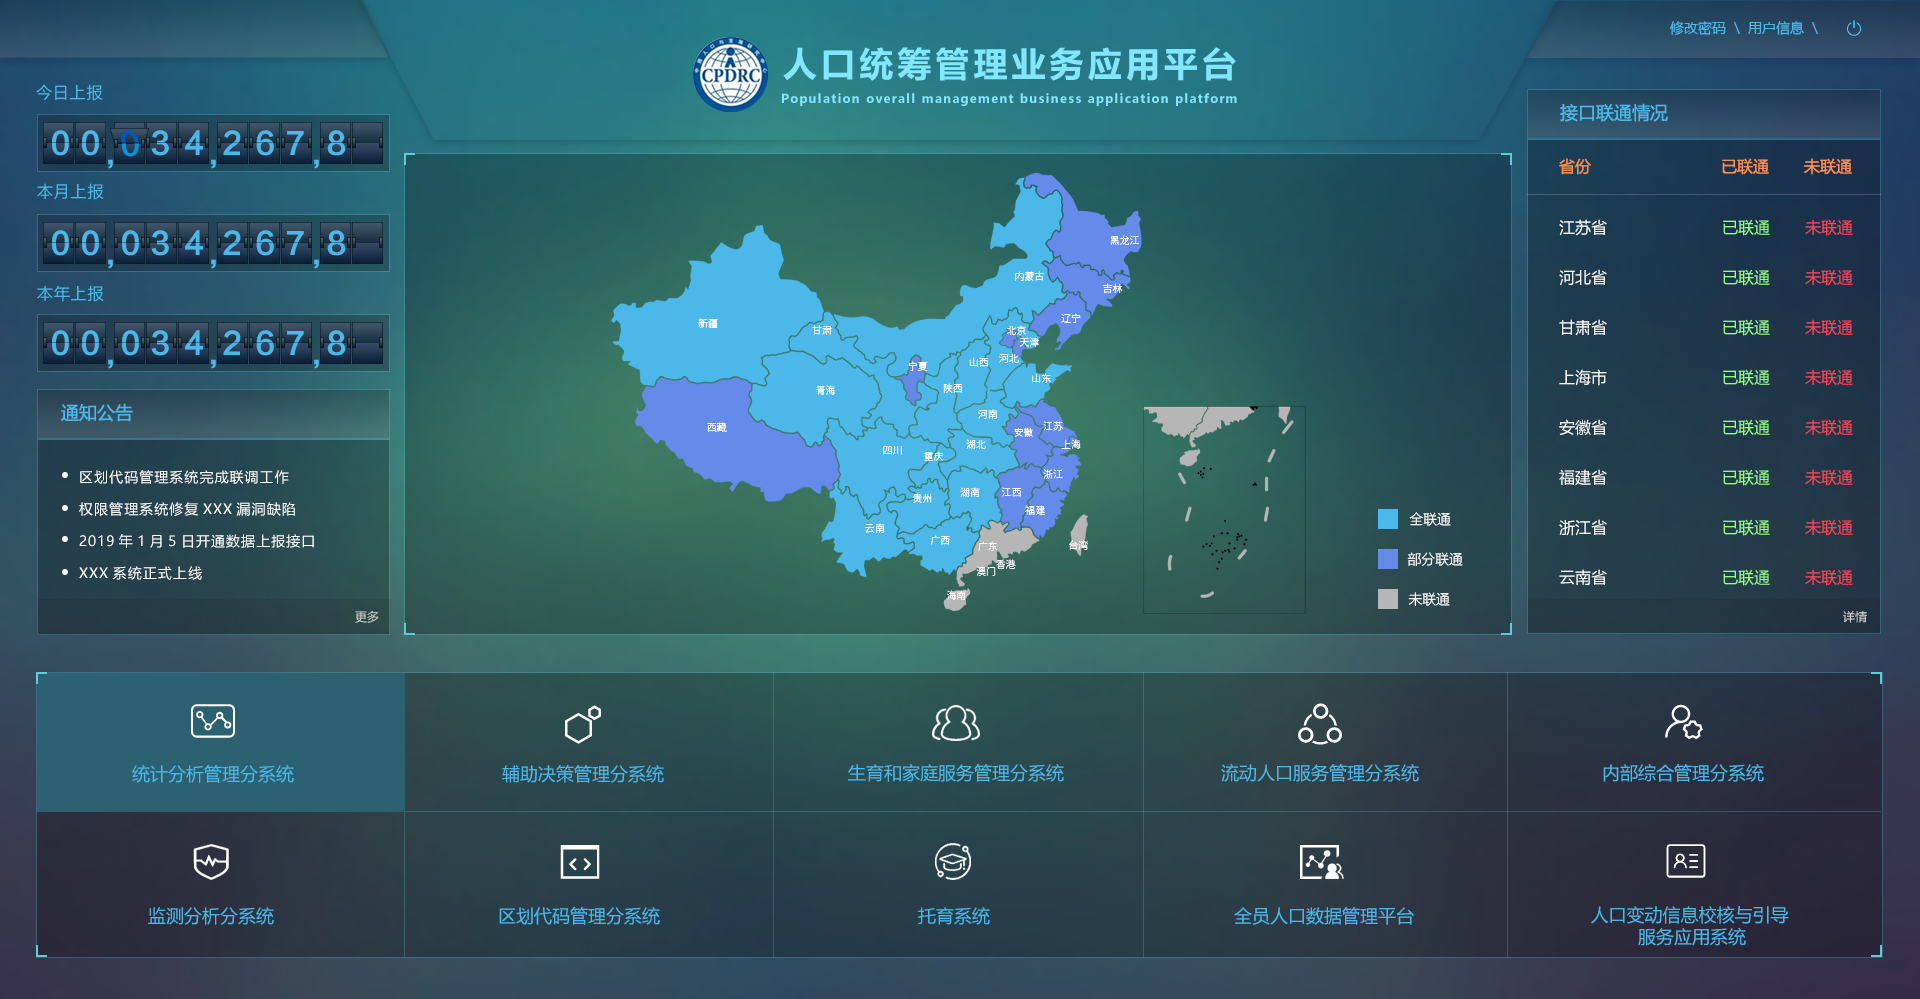 修改密码 \ 用户信息 \
CPDRC
人口统筹管理业务应用平台
Population overall management business application platform
今日上报
00,034,267,8
本月上报
00,034,267,8
本年上报
00,034,267,8
通知公告
区划代码管理系统完成联调工作
权限管理系统修复 XXX 漏洞缺陷
2019 年 1 月 5 日开通数据上报接口
XXX 系统正式上线
更多
黑龙江
内蒙古
吉林
新疆
甘肃
辽宁
北京
天津
宁夏
山西
河北
青海
陕西
山东
西藏
河南
江苏
安徽
上海
四川
重庆
湖北
浙江
贵州
湖南
江西
福建
云南
广西
广东
台湾
澳门
香港
海南
全联通
部分联通
未联通
接口联通情况
省份 已联通 未联通
江苏省 已联通 未联通
河北省 已联通 未联通
甘肃省 已联通 未联通
上海市 已联通 未联通
安徽省 已联通 未联通
福建省 已联通 未联通
浙江省 已联通 未联通
云南省 已联通 未联通
详情
统计分析管理分系统
辅助决策管理分系统
生育和家庭服务管理分系统
流动人口服务管理分系统
内部综合管理分系统
监测分析分系统
区划代码管理分系统
托育系统
全员人口数据管理平台
人口变动信息校核与引导
服务应用系统